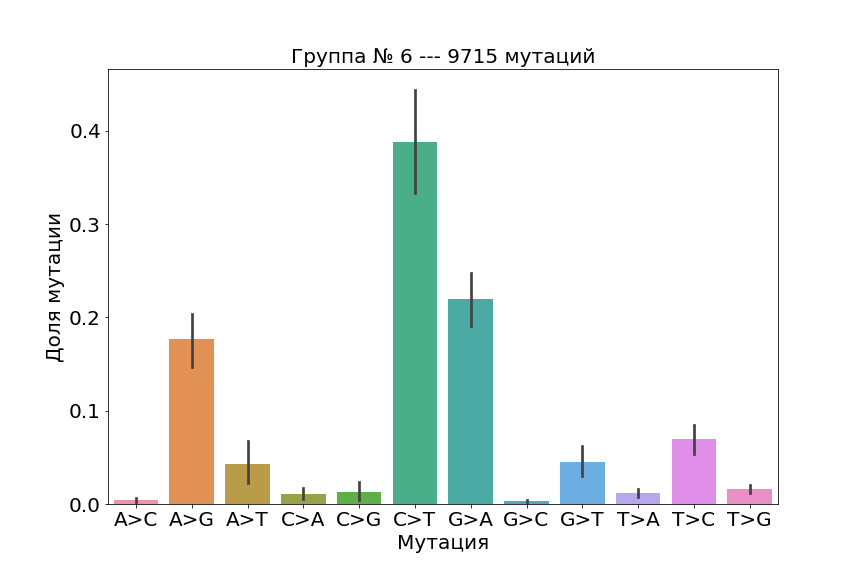 Группа № 6 --- 9715 мутаций
Доля мутации
0.4
0.3
0.2
0.1
0.0
A>C A>G A>T C>A C>G C>T G>A G>C G>T T>A T>C T>G
Мутация